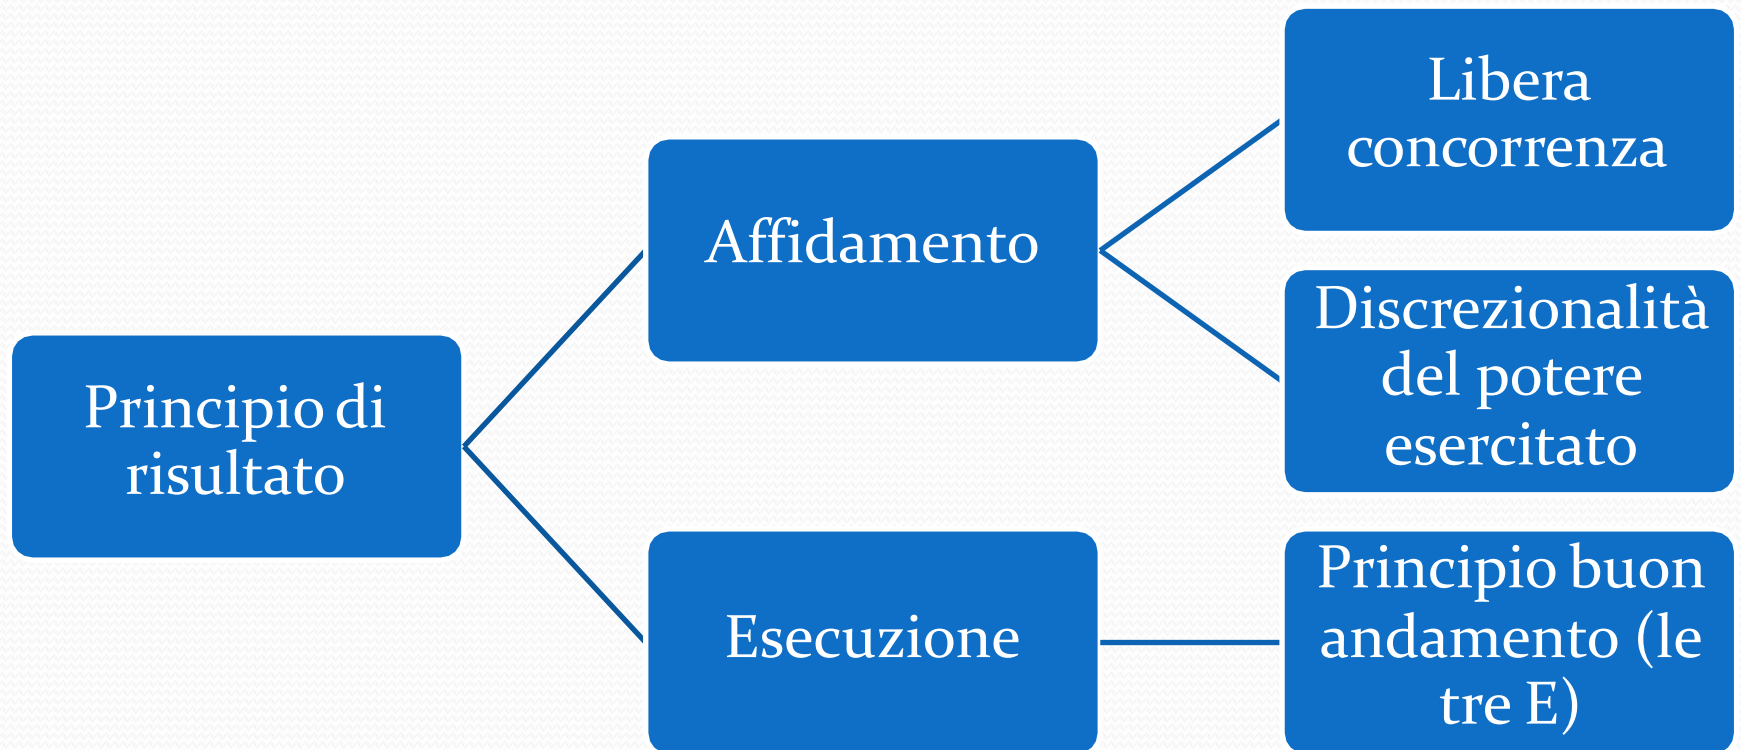 Principio di
risultato
Affidamento
Libera
concorrenza
Discrezionalità
del potere
esercitato
Esecuzione
Principio buon
andamento (le
tre E)